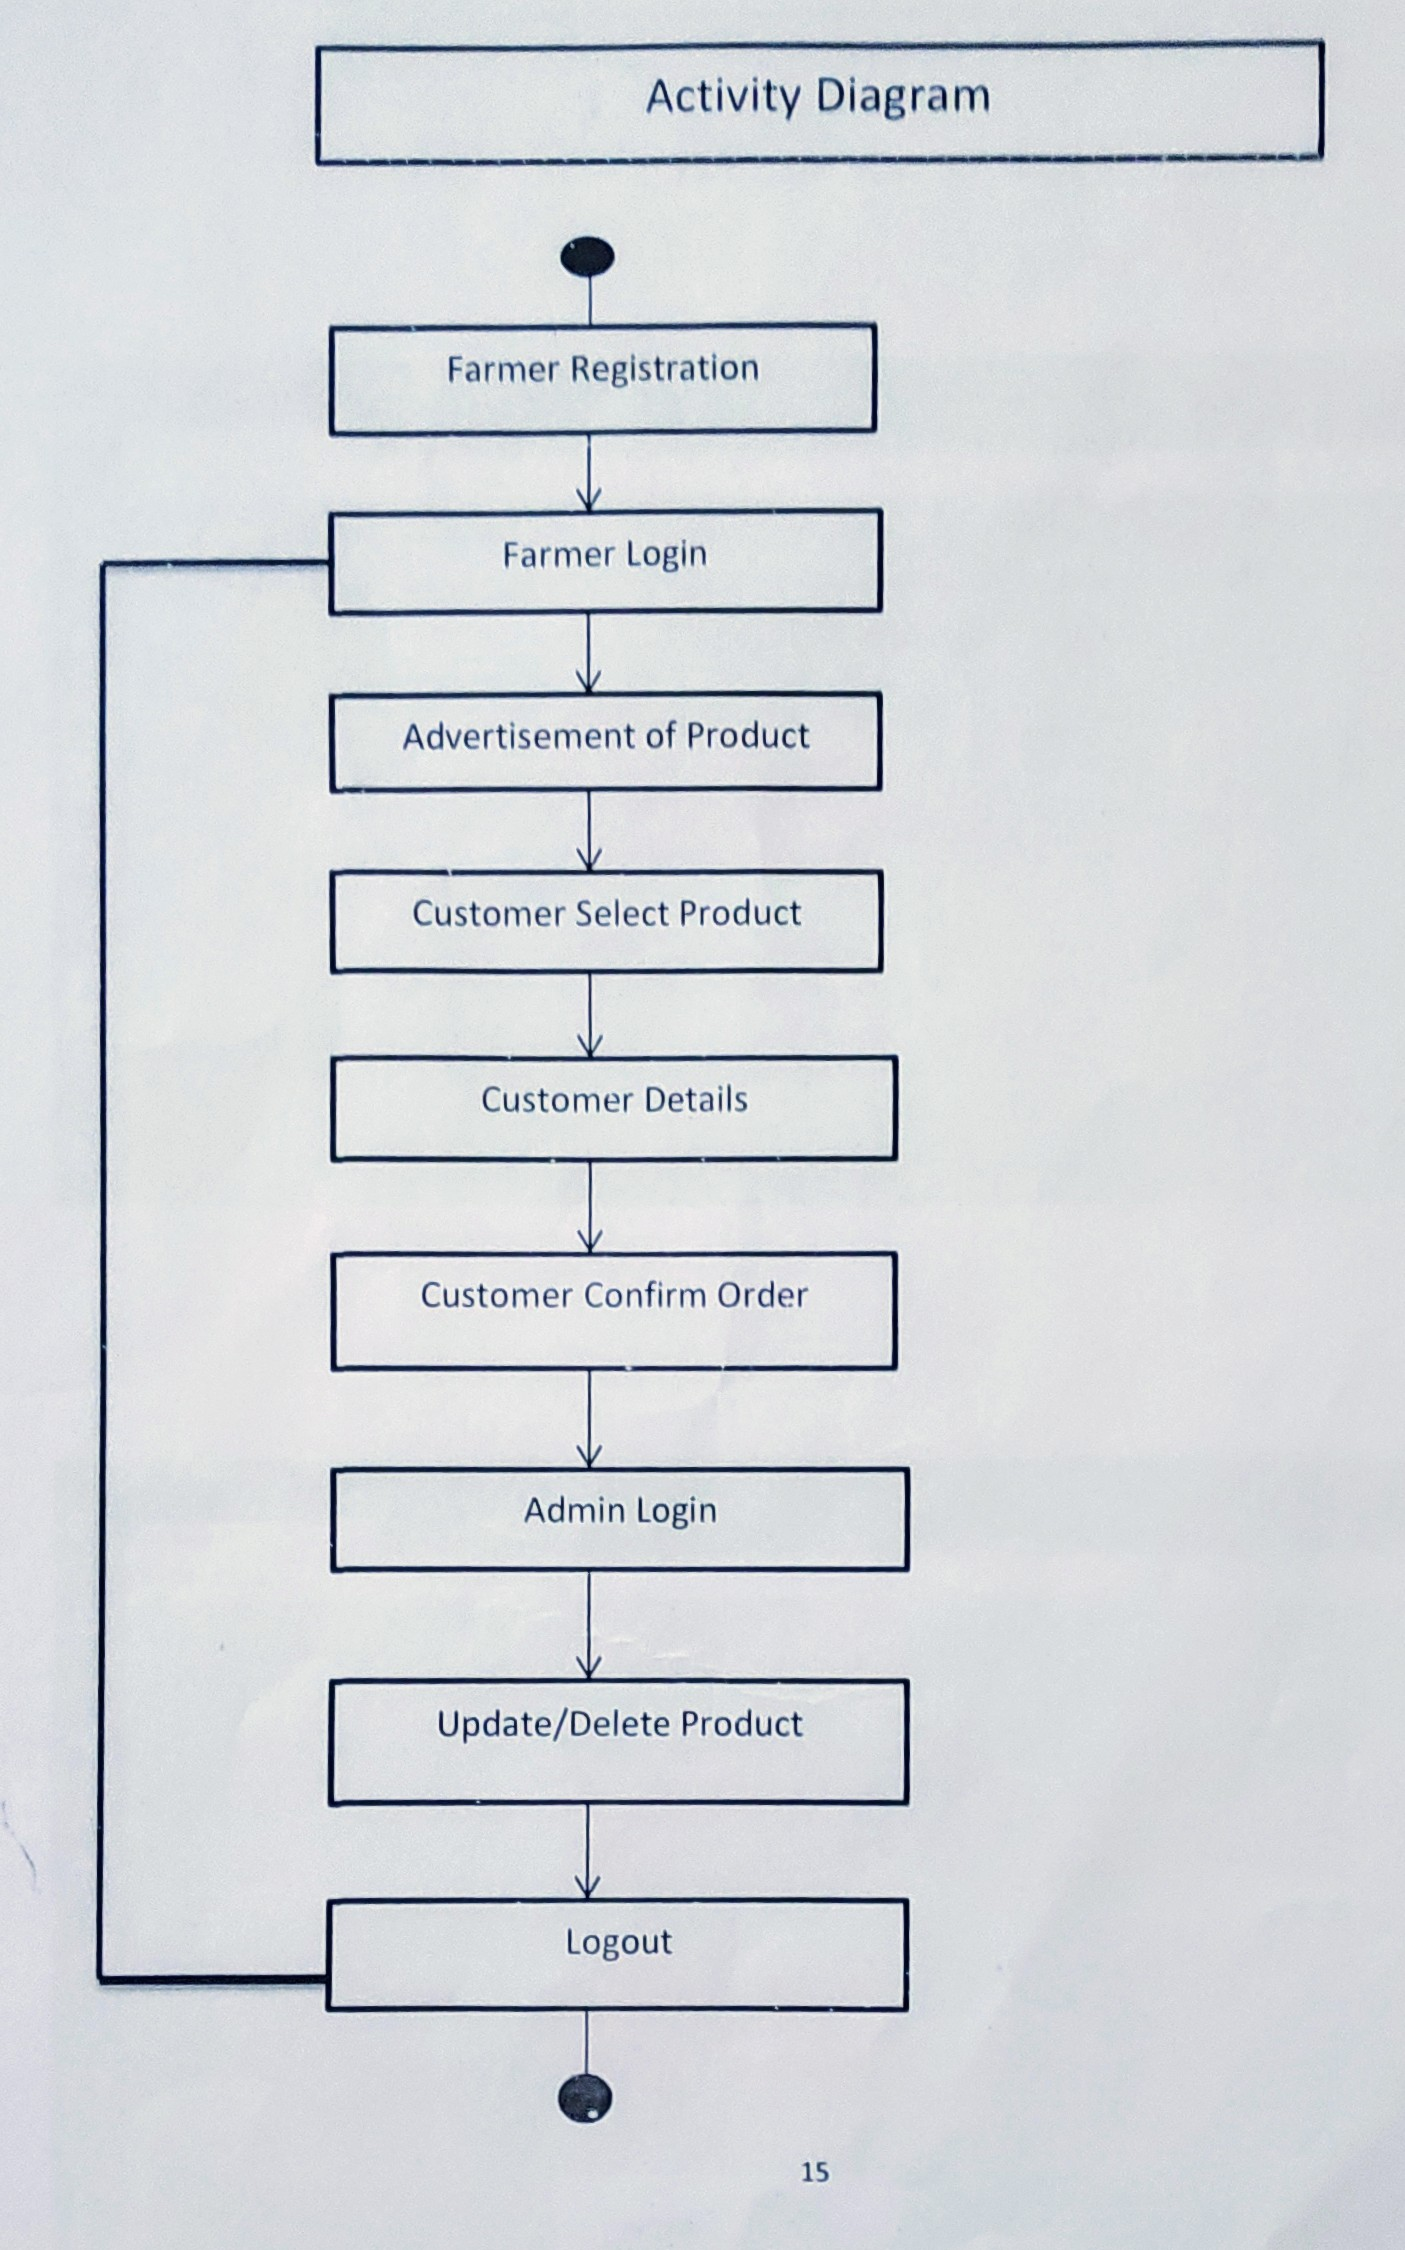 Activity Diagram
Farmer Registration
Farmer Login
Advertisement of Product
Customer Select Product
Customer Details
Customer Confirm Order
Admin Login
Update/Delete Product
Logout
15